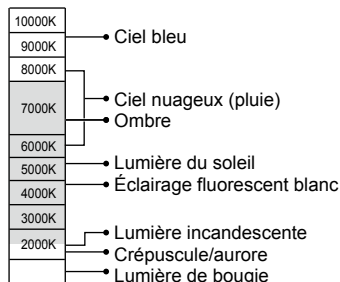 10000K
9000K
Ciel bleu
8000K
7000K
Ciel nuageux (pluie)
Ombre
6000K
5000K
Lumière du soleil
4000K
Éclairage fluorescent blanc
3000K
2000K
Lumière incandescente
Crépuscule/aurore
Lumière de bougie